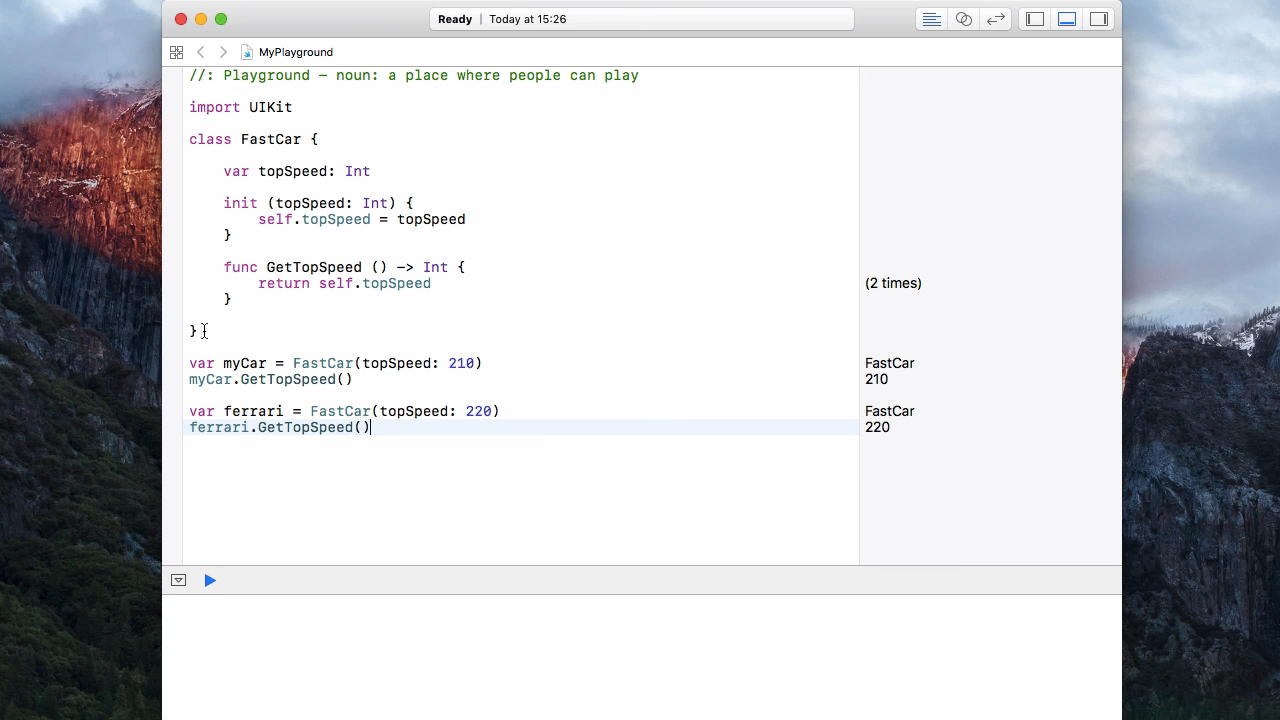 Ready | Today at 15:26
MyPlayground
//: Playground – noun: a place where people can play
import UIKit
class FastCar {
var topSpeed: Int
init (topSpeed: Int) {
self.topSpeed = topSpeed
}
func GetTopSpeed () -> Int {
return self.topSpeed
(2 times)
}
}
var myCar = FastCar(topSpeed: 210)
FastCar
myCar.GetTopSpeed()
210
var ferrari = FastCar(topSpeed: 220)
FastCar
ferrari.GetTopSpeed()
220